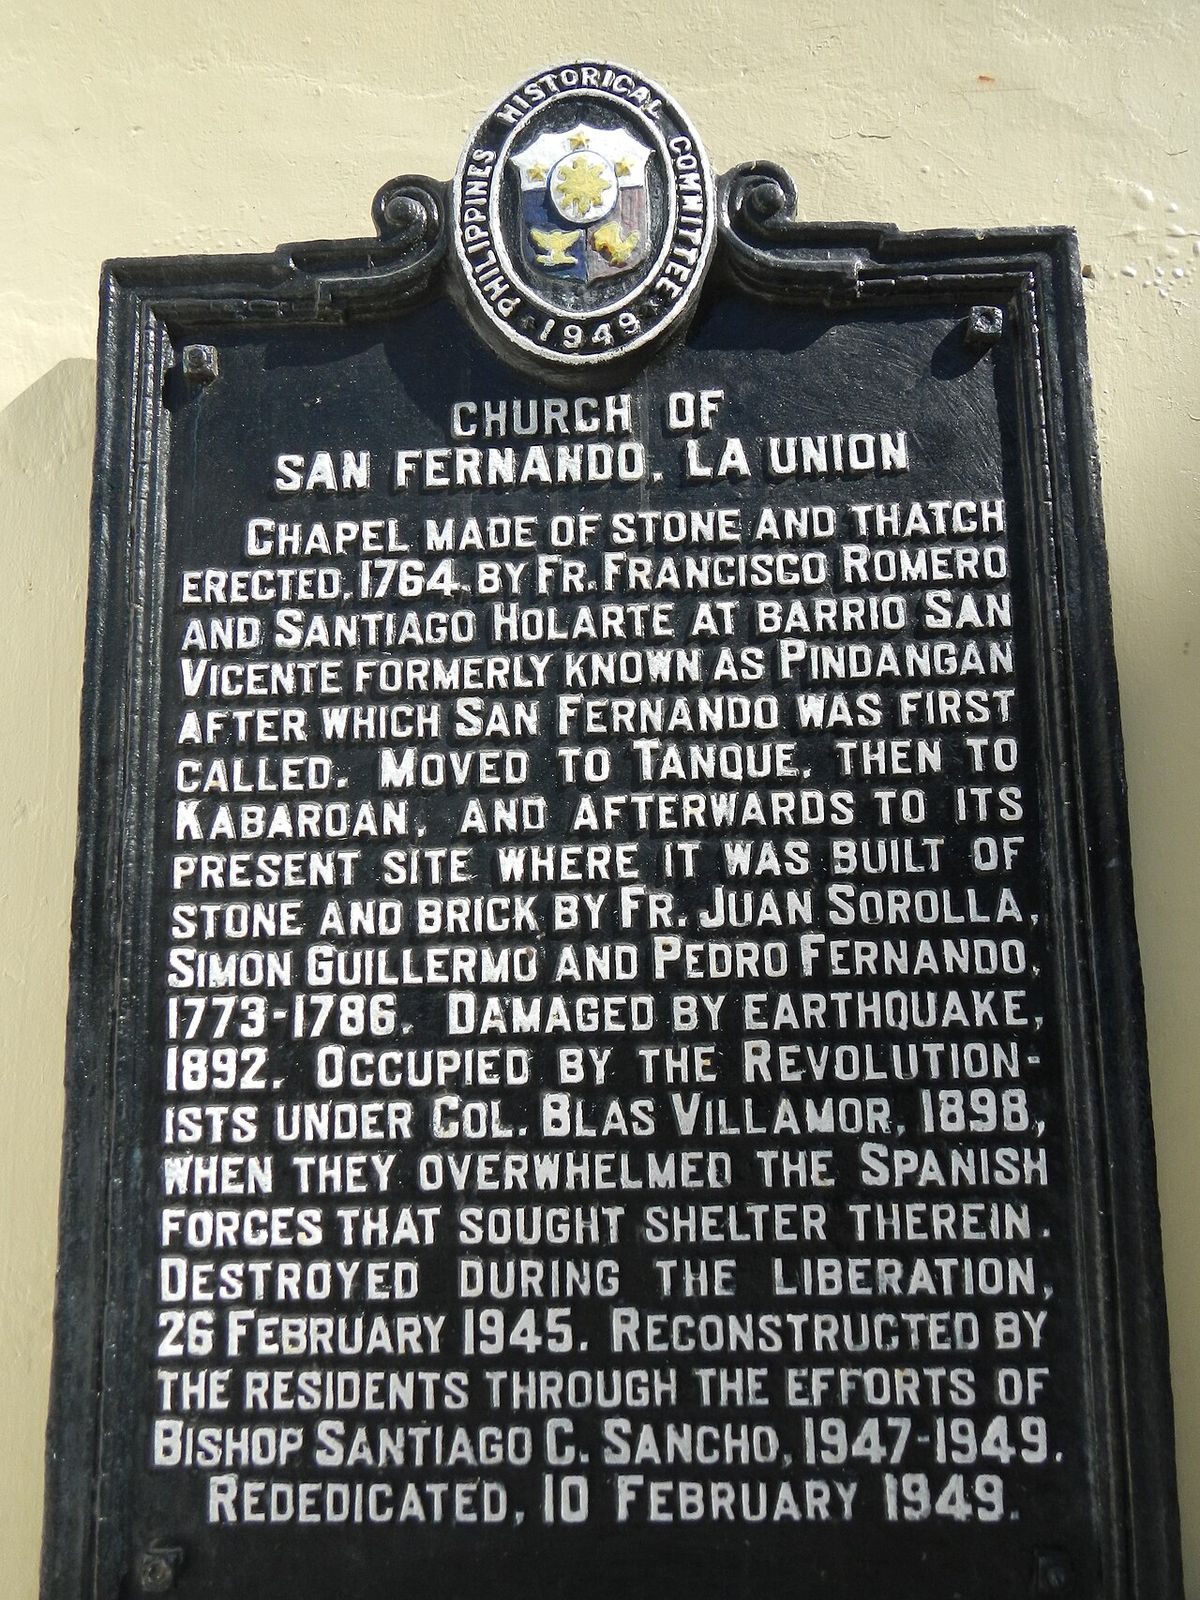 PHILIPPINES HISTORICAL COMMITTEE
1949
CHURCH OF
SAN FERNANDO, LA UNION
CHAPEL MADE OF STONE AND THATCH
ERECTED, 1764, BY FR. FRANCISCO ROMERO
AND SANTIAGO HOLARTE AT BARRIO SAN
VICENTE FORMERLY KNOWN AS PINDANGAN
AFTER WHICH SAN FERNANDO WAS FIRST
CALLED. MOVED TO TANQUE, THEN TO
KABAROAN, AND AFTERWARDS TO ITS
PRESENT SITE WHERE IT WAS BUILT OF
STONE AND BRICK BY FR. JUAN SOROLLA,
SIMON GUILLERMO AND PEDRO FERNANDO,
1773-1786. DAMAGED BY EARTHQUAKE,
1892. OCCUPIED BY THE REVOLUTION-
ISTS UNDER COL. BLAS VILLAMOR, 1898,
WHEN THEY OVERWHELMED THE SPANISH
FORCES THAT SOUGHT SHELTER THEREIN.
DESTROYED DURING THE LIBERATION,
26 FEBRUARY 1945. RECONSTRUCTED BY
THE RESIDENTS THROUGH THE EFFORTS OF
BISHOP SANTIAGO C. SANCHO, 1947-1949.
REDEDICATED, 10 FEBRUARY 1949.